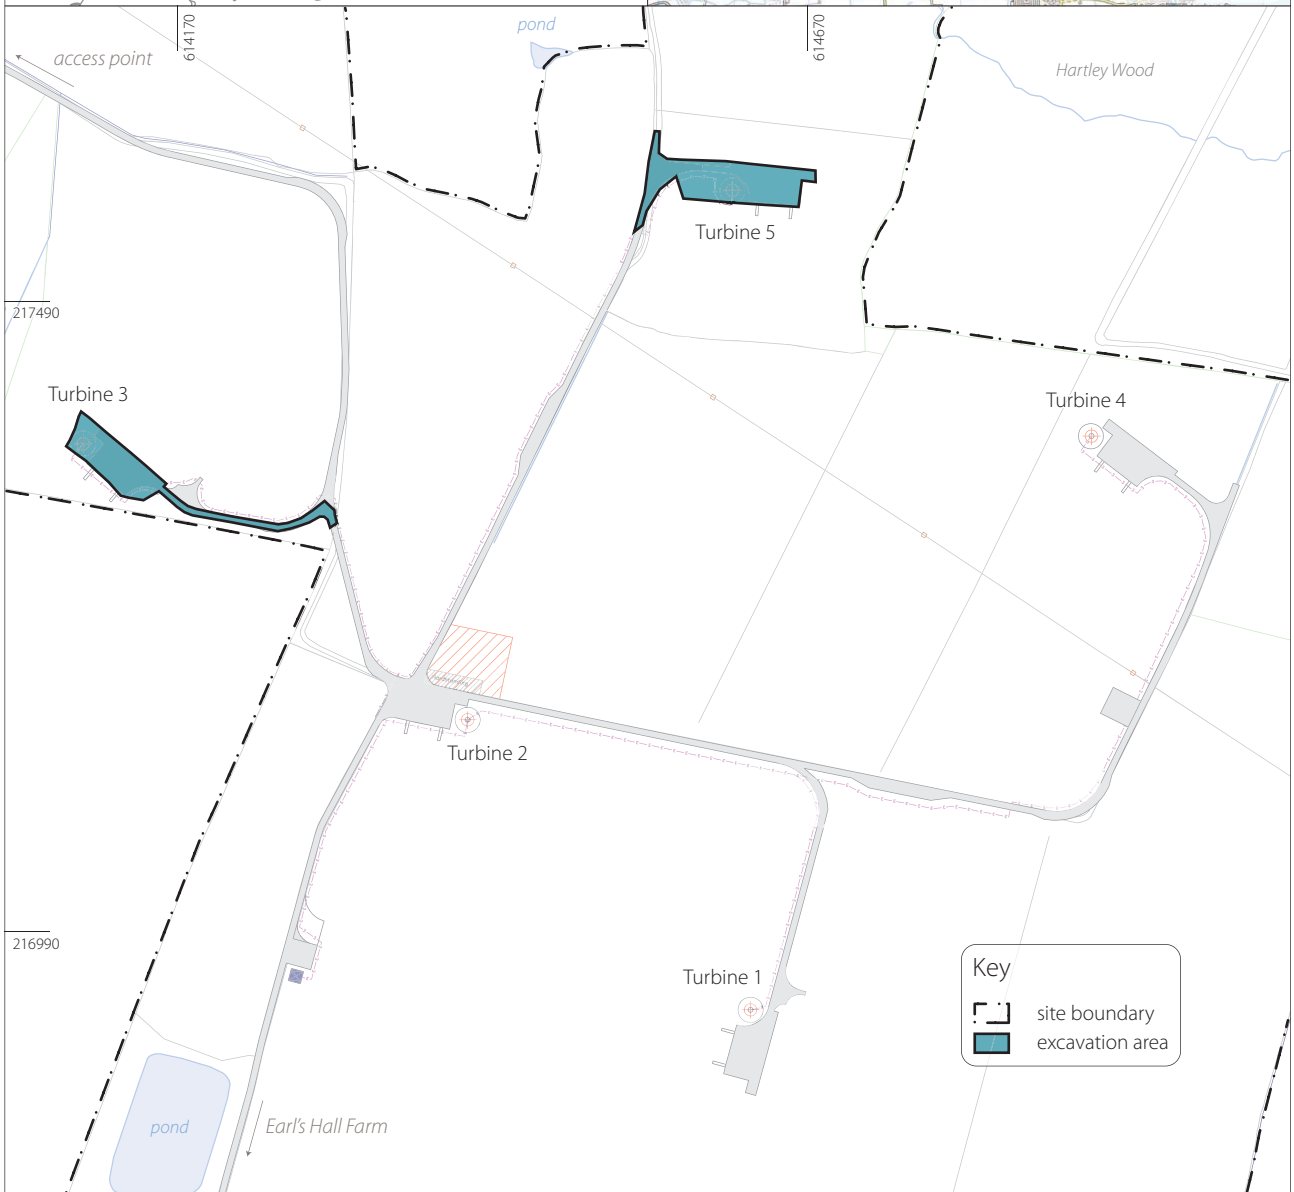 614170
614670
pond
access point
Hartley Wood
Turbine 5
217490
Turbine 3
Turbine 4
Turbine 2
216990
Turbine 1
Key
site boundary
excavation area
pond
Earl's Hall Farm